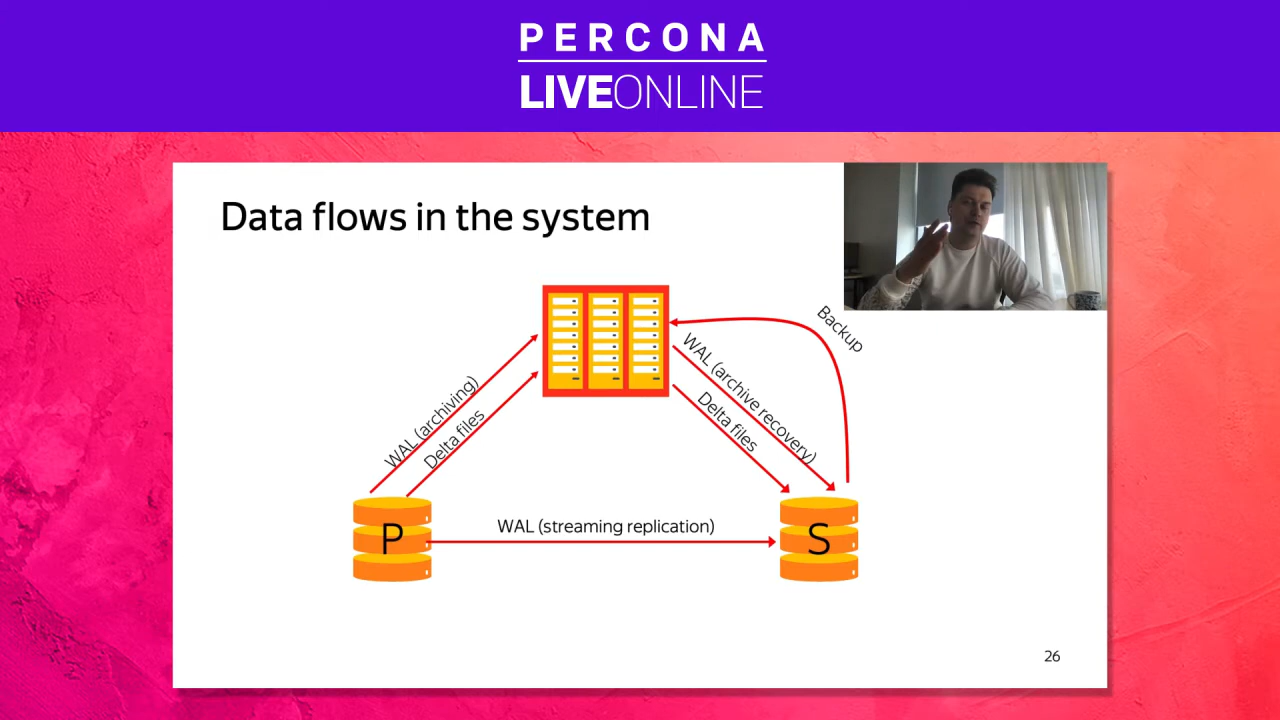 PERCONA
LIVEONLINE
Data flows in the system
Backup
WAL (archiving)
Delta files
WAL (archive recovery)
Delta files
WAL (streaming replication)
P
S
26